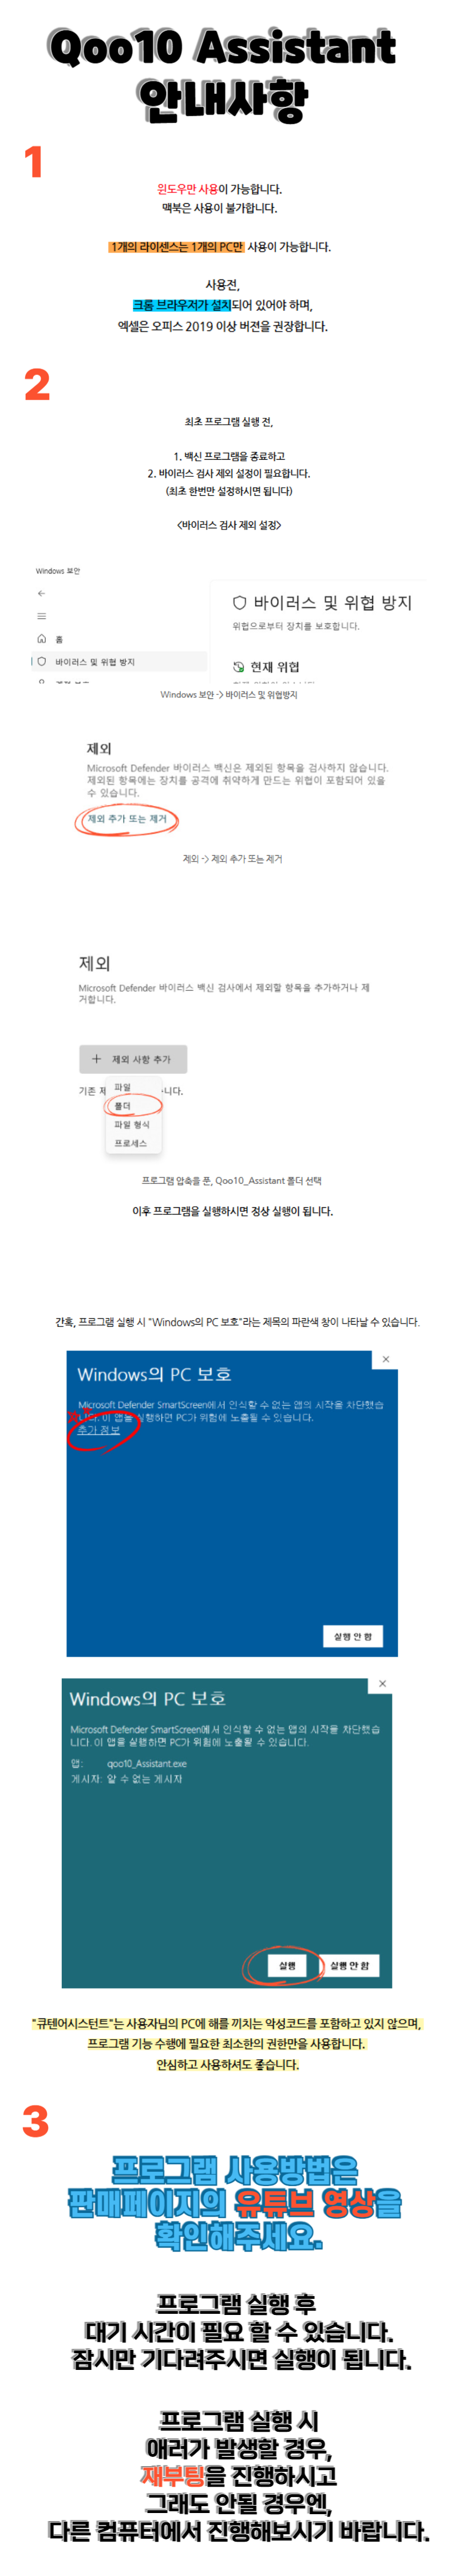 Qoo10 Assistant
안내사항
1
윈도우만 사용이 가능합니다.
맥북은 사용이 불가합니다.
1개의 라이센스는 1개의 PC만 사용이 가능합니다.
사용전,
크롬 브라우저가 설치되어 있어야 하며,
엑셀은 오피스 2019 이상 버젼을 권장합니다.
2
최초 프로그램 실행 전,
1. 백신 프로그램을 종료하고
2. 바이러스 검사 제외 설정이 필요합니다.
(최초 한번만 설정하시면 됩니다)
<바이러스 검사 제외 설정>
Windows 보안
바이러스 및 위협 방지
위협으로부터 장치를 보호합니다.
홈
바이러스 및 위협 방지
현재 위협
Windows 보안 -> 바이러스 및 위협방지
제외
Microsoft Defender 바이러스 백신은 제외된 항목을 검사하지 않습니다.
제외된 항목에는 장치를 공격에 취약하게 만드는 위협이 포함되어 있을
수 있습니다.
제외 추가 또는 제거
제외 -> 제외 추가 또는 제거
제외
Microsoft Defender 바이러스 백신 검사에서 제외할 항목을 추가하거나 제
거합니다.
+ 제외 사항 추가
기존 제
니다.
파일
폴더
파일 형식
프로세스
프로그램 압축을 푼, Qoo10_Assistant 폴더 선택
이후 프로그램을 실행하시면 정상 실행이 됩니다.
간혹, 프로그램 실행 시 "Windows의 PC 보호"라는 제목의 파란색 창이 나타날 수 있습니다.
Windows의 PC 보호
Microsoft Defender SmartScreen에서 인식할 수 없는 앱의 시작을 차단했습
니다. 이 앱을 실행하면 PC가 위험에 노출될 수 있습니다.
추가 정보
실행 안 함
Windows의 PC 보호
Microsoft Defender SmartScreen에서 인식할 수 없는 앱의 시작을 차단했습
니다. 이 앱을 실행하면 PC가 위험에 노출될 수 있습니다.
앱: qoo10_Assistant.exe
게시자: 알 수 없는 게시자
실행
실행 안 함
"큐텐어시스턴트"는 사용자님의 PC에 해를 끼치는 악성코드를 포함하고 있지 않으며,
프로그램 기능 수행에 필요한 최소한의 권한만을 사용합니다.
안심하고 사용하셔도 좋습니다.
3
프로그램 사용방법은
판매페이지의 유튜브 영상을
확인해주세요.
프로그램 실행 후
대기 시간이 필요 할 수 있습니다.
잠시만 기다려주시면 실행이 됩니다.
프로그램 실행 시
애러가 발생할 경우,
재부팅을 진행하시고
그래도 안될 경우엔,
다른 컴퓨터에서 진행해보시기 바랍니다.